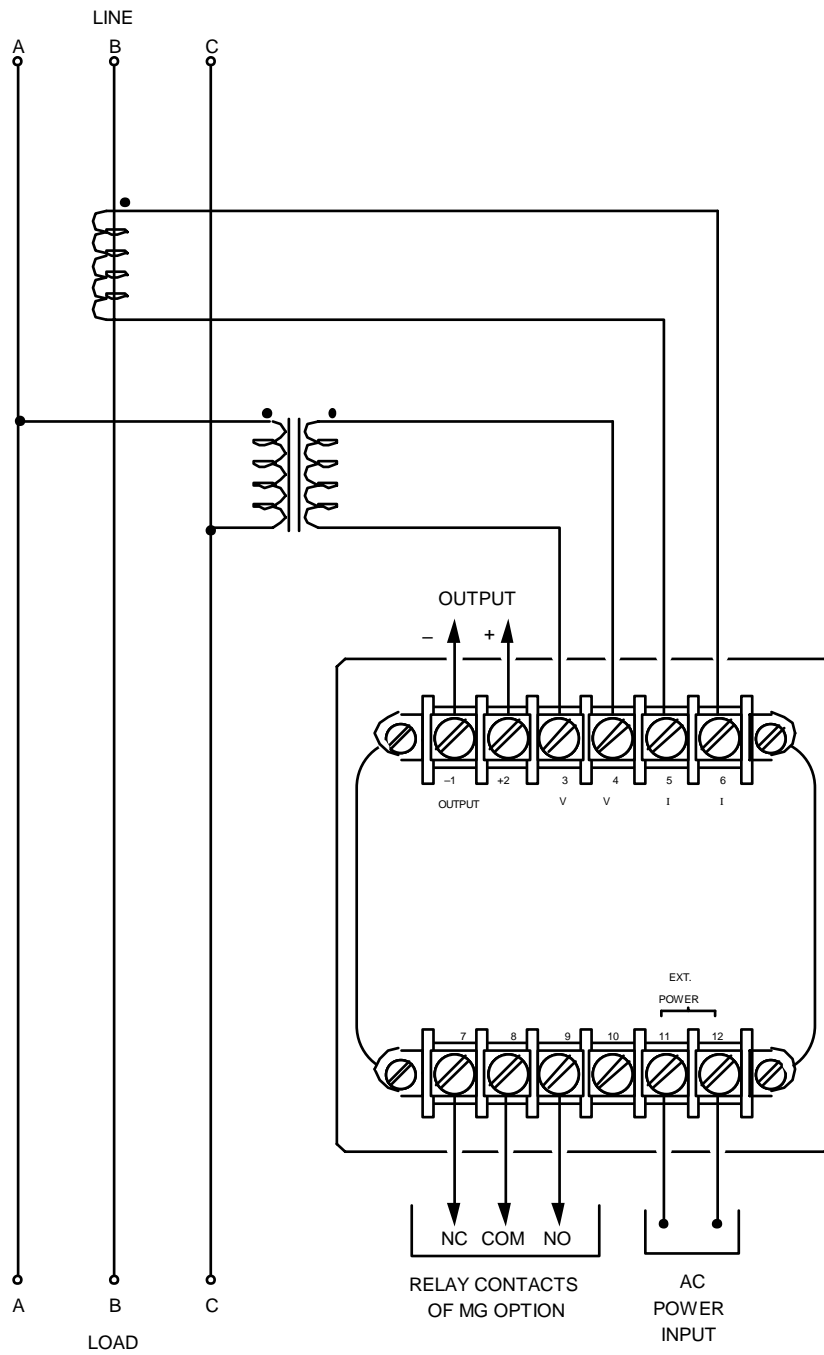 LINE
A B C
OUTPUT
– +
–1 +2 3 4 5 6
OUTPUT V V I I
EXT.
POWER
7 8 9 10 11 12
NC COM NO
RELAY CONTACTS
OF MG OPTION
AC
POWER
INPUT
A B C
LOAD